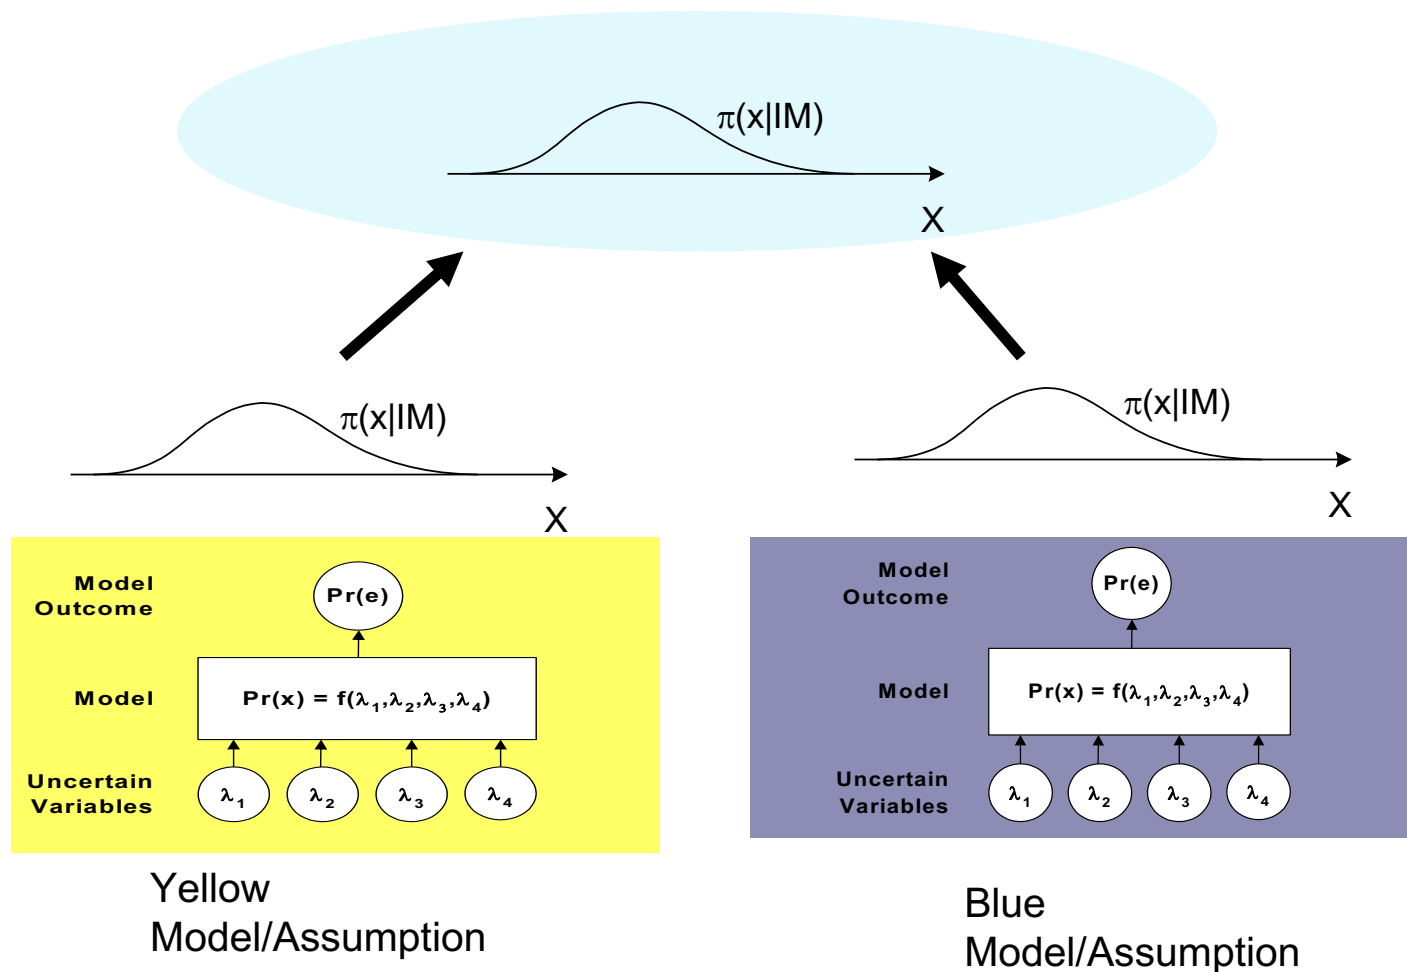 π(x|IM)
X
π(x|IM)
X
π(x|IM)
X
Model
Outcome
Pr(e)
Model
Pr(x) = f(λ₁,λ₂,λ₃,λ₄)
Uncertain
Variables
λ₁ λ₂ λ₃ λ₄
Yellow
Model/Assumption
Model
Outcome
Pr(e)
Model
Pr(x) = f(λ₁,λ₂,λ₃,λ₄)
Uncertain
Variables
λ₁ λ₂ λ₃ λ₄
Blue
Model/Assumption